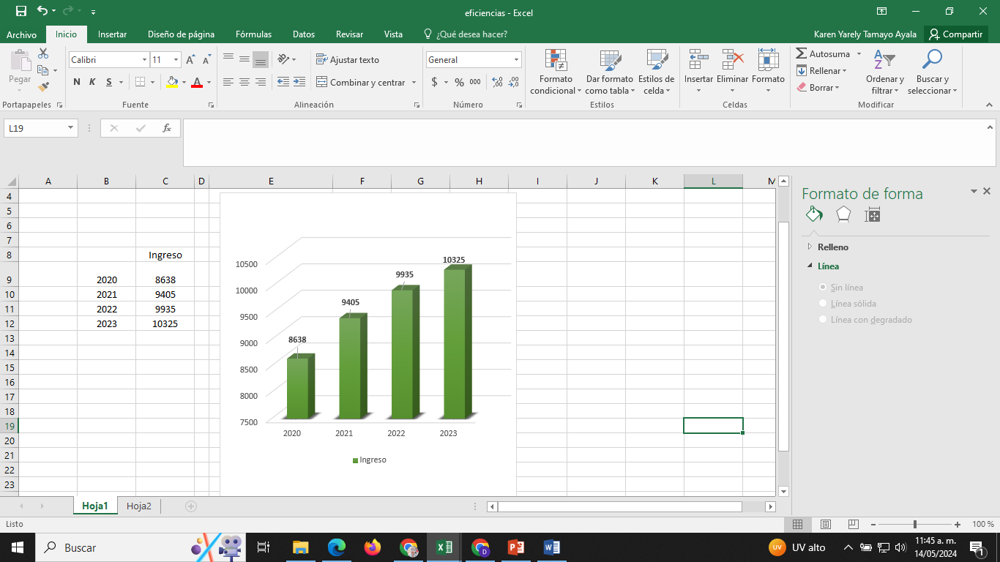 eficiencias - Excel
Archivo Inicio Insertar Diseño de página Fórmulas Datos Revisar Vista ¿Qué desea hacer? Karen Yarely Tamayo Ayala Compartir
Pegar
Calibri 11
N K S
A A
A
Ajustar texto
Combinar y centrar
General
$ % 000
Formato condicional
Dar formato como tabla
Estilos de celda
Insertar Eliminar Formato
Autosuma
Rellenar
Borrar
Ordenar y filtrar
Buscar y seleccionar
Portapapeles Fuente Alineación Número Estilos Celdas Modificar
L19 fx
A B C D E F G H I J K L M
4
5
6
7
8 Ingreso
9 2020 8638
10 2021 9405
11 2022 9935
12 2023 10325
13
14
15
16
17
18
19
20
21
22
23
10500
10000
9500
9000
8500
8000
7500
8638 9405 9935 10325
2020 2021 2022 2023
Ingreso
Formato de forma
Relleno
Línea
Sin línea
Línea sólida
Línea con degradado
Hoja1 Hoja2
Listo 100 %
Buscar
UV UV alto
11:45 a. m.
14/05/2024
1